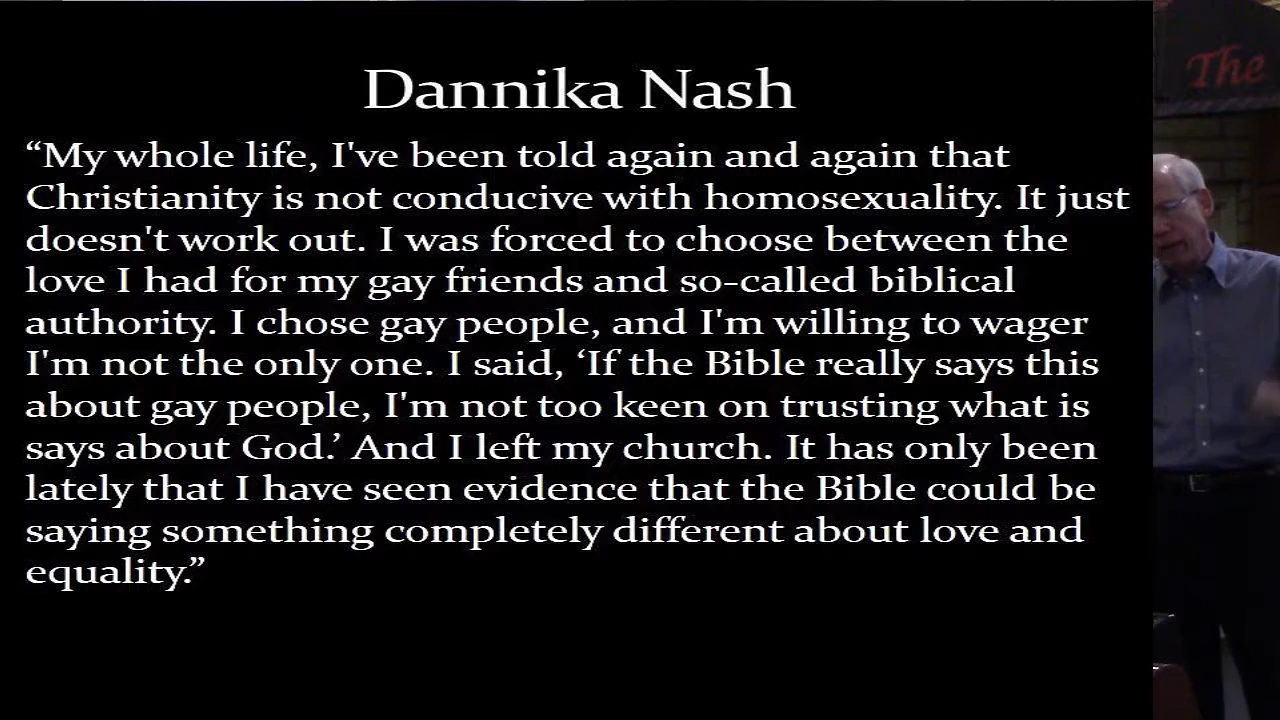 Dannika Nash
“My whole life, I've been told again and again that
Christianity is not conducive with homosexuality. It just
doesn't work out. I was forced to choose between the
love I had for my gay friends and so-called biblical
authority. I chose gay people, and I'm willing to wager
I'm not the only one. I said, ‘If the Bible really says this
about gay people, I'm not too keen on trusting what is
says about God.’ And I left my church. It has only been
lately that I have seen evidence that the Bible could be
saying something completely different about love and
equality.”
The